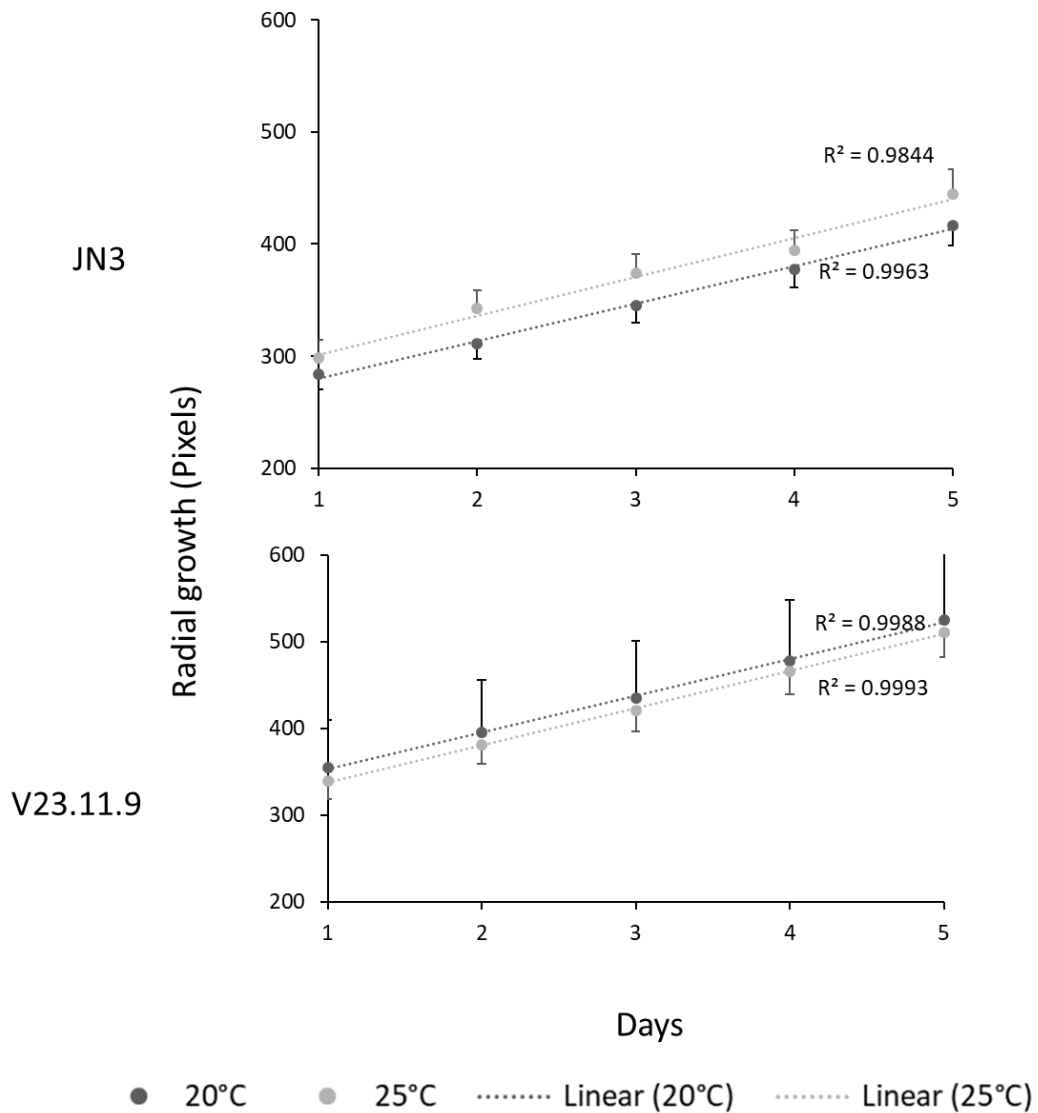 600
500
R² = 0.9844
JN3
400
R² = 0.9963
300
200
1 2 3 4 5
Radial growth (Pixels)
600
R² = 0.9988
500
R² = 0.9993
400
V23.11.9
300
200
1 2 3 4 5
Days
20°C 25°C Linear (20°C) Linear (25°C)